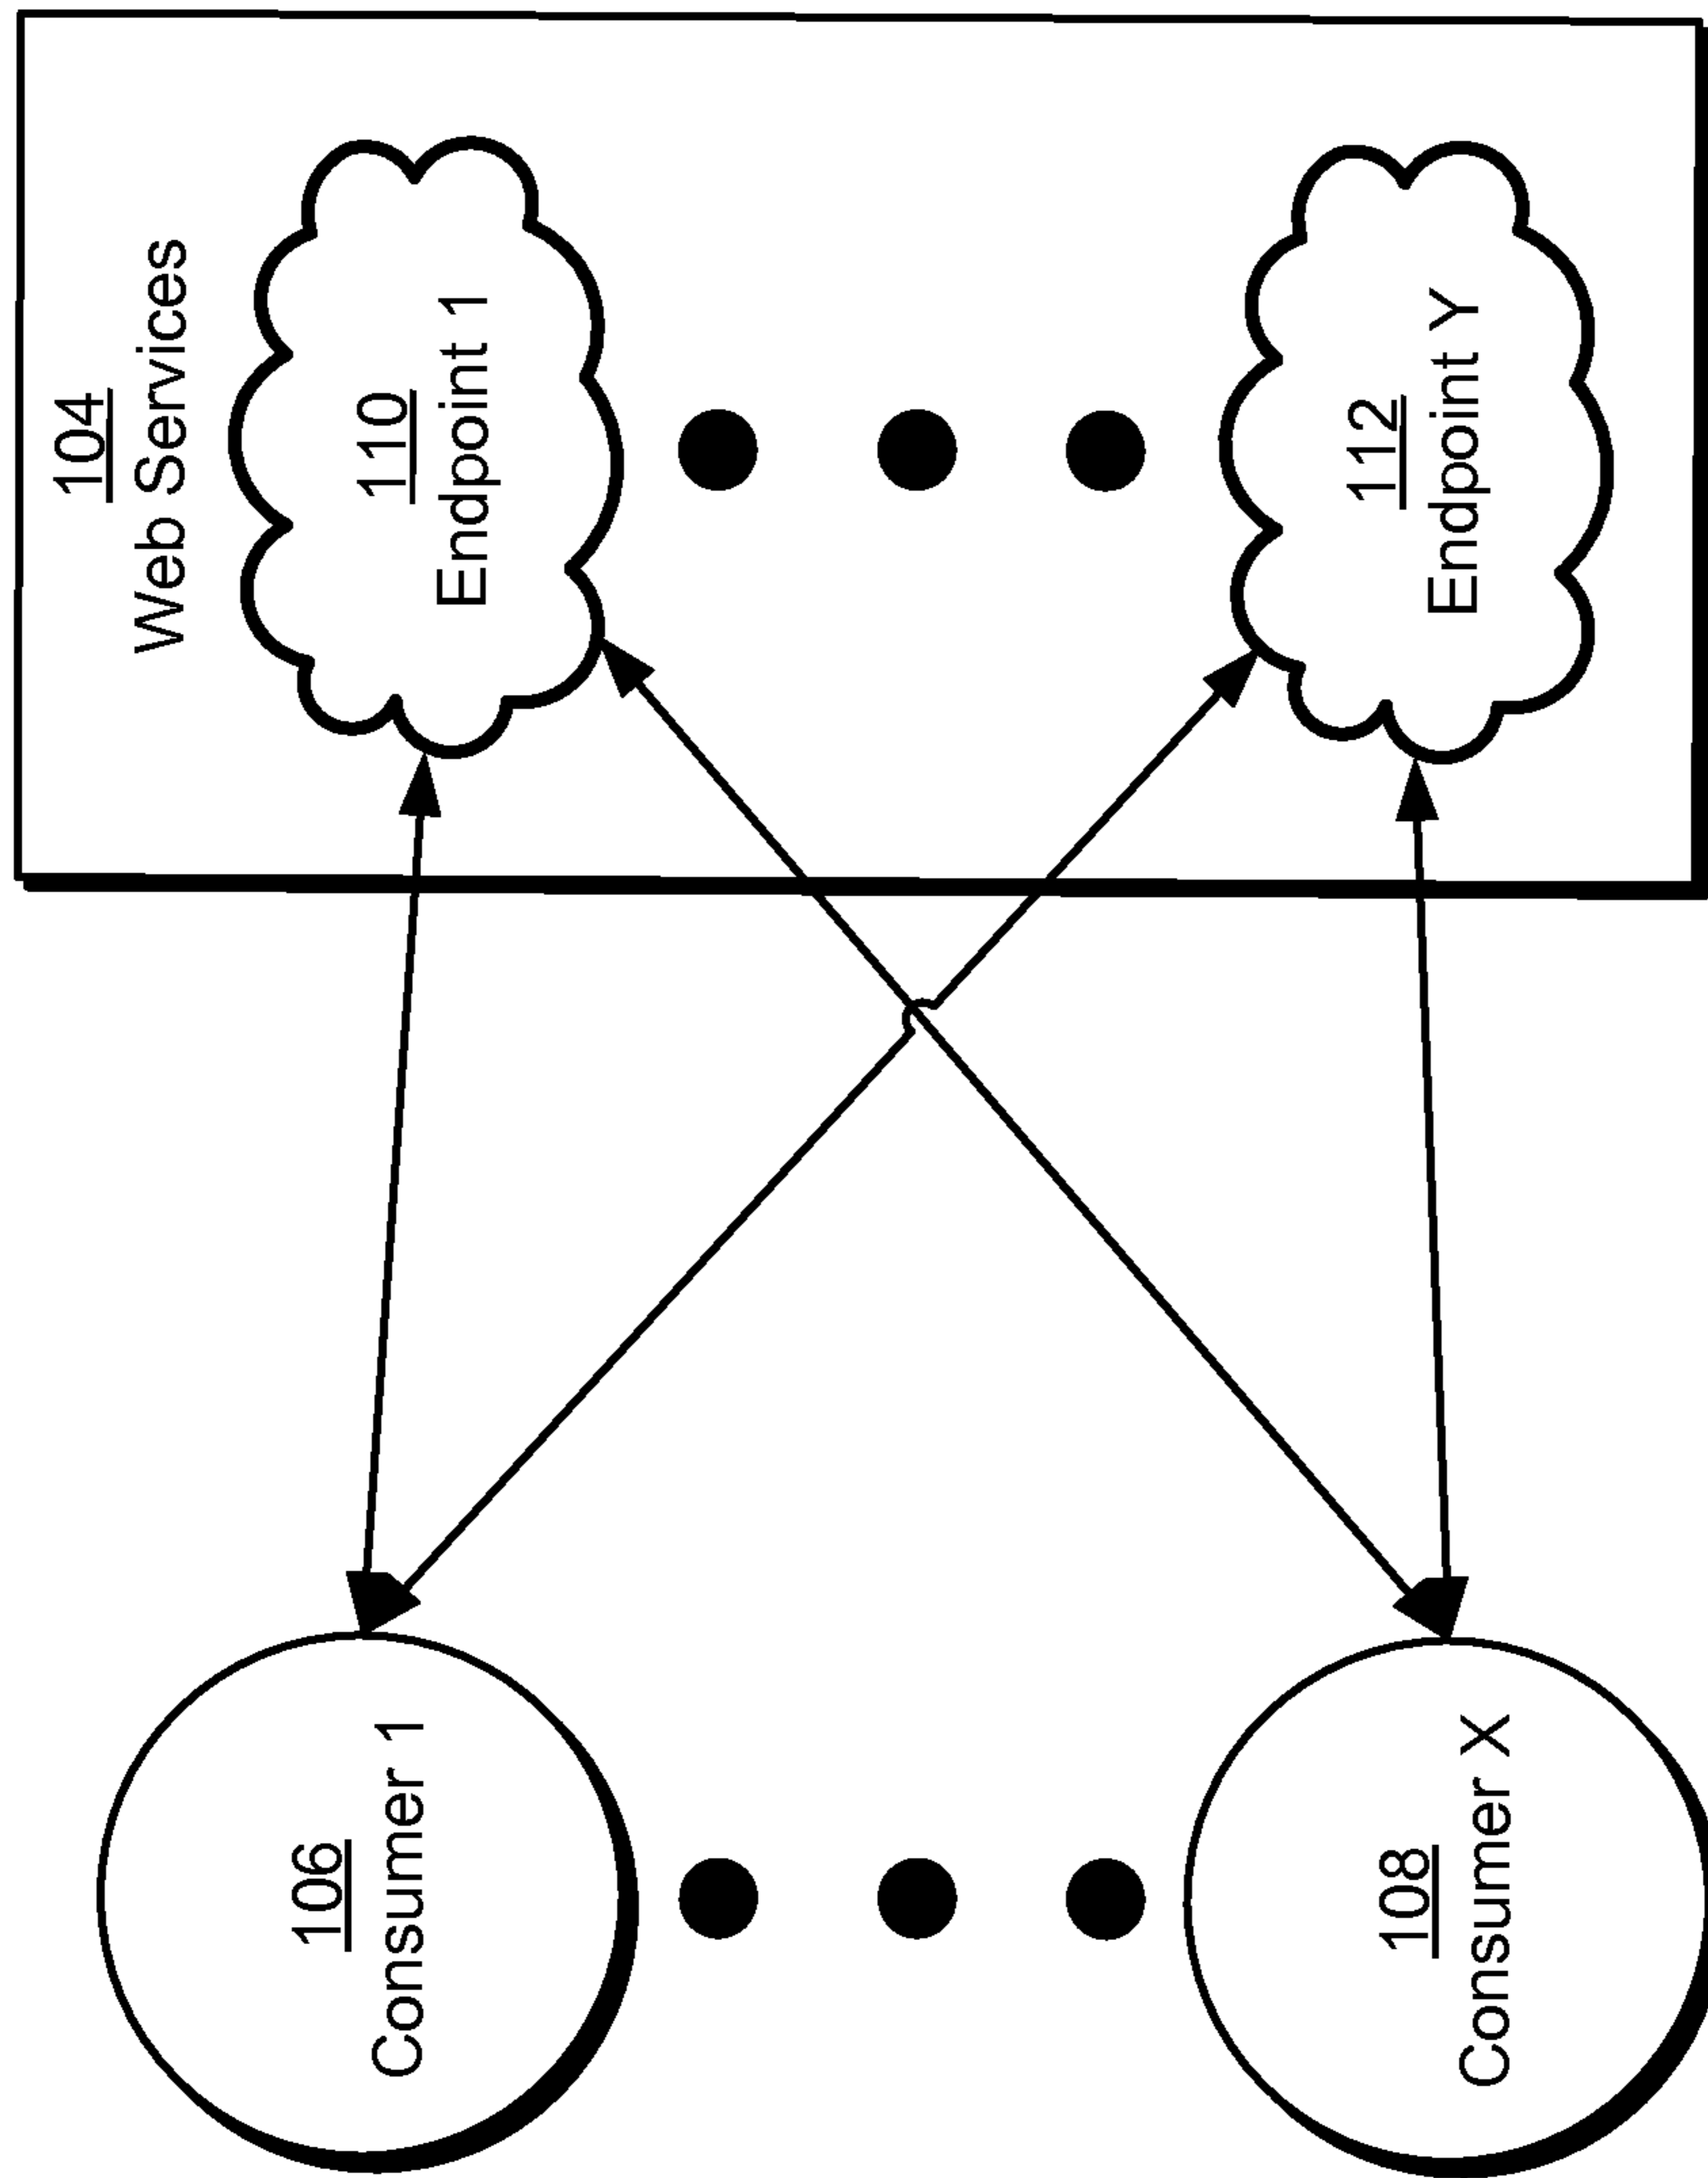 104
Web Services
110
Endpoint 1
112
Endpoint Y
106
Consumer 1
108
Consumer X